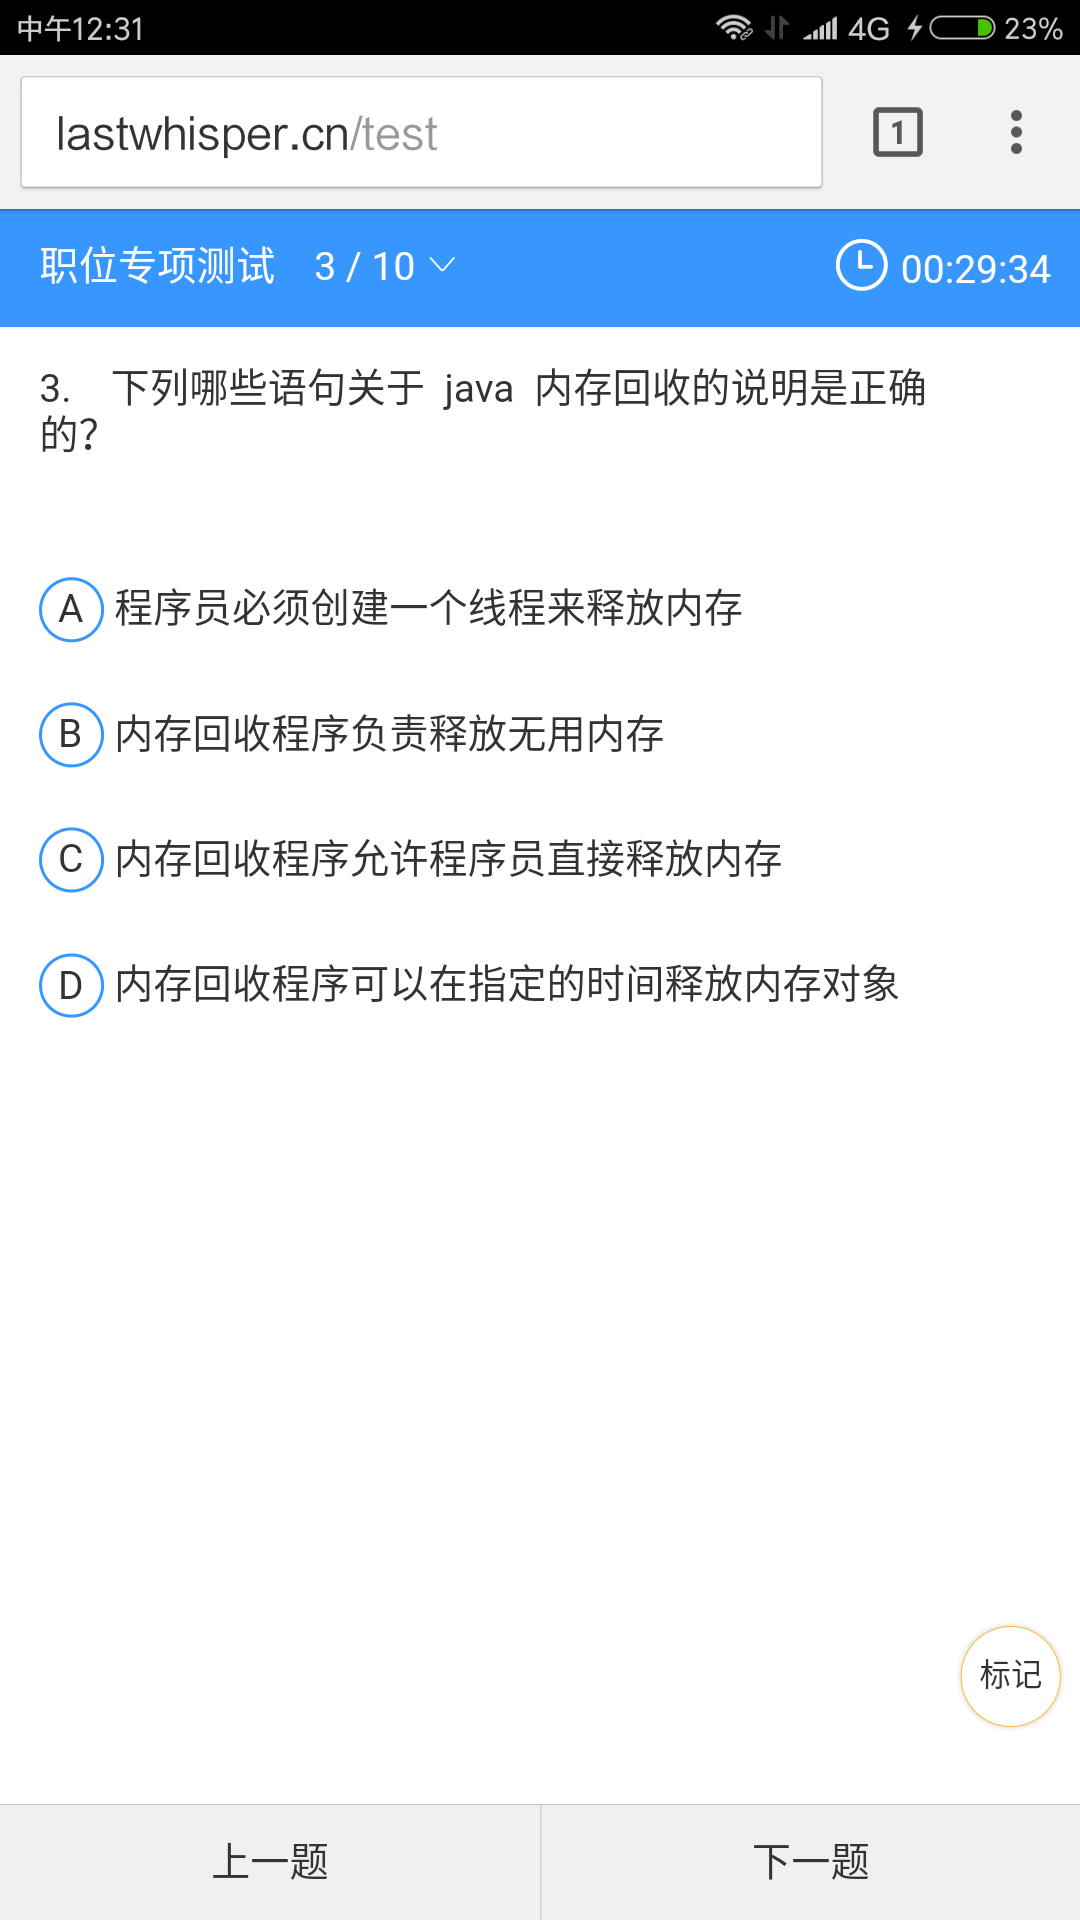 中午12:31 4G 23%
lastwhisper.cn/test 1
职位专项测试 3 / 10 00:29:34
3. 下列哪些语句关于 java 内存回收的说明是正确
的?
A 程序员必须创建一个线程来释放内存
B 内存回收程序负责释放无用内存
C 内存回收程序允许程序员直接释放内存
D 内存回收程序可以在指定的时间释放内存对象
标记
上一题 下一题